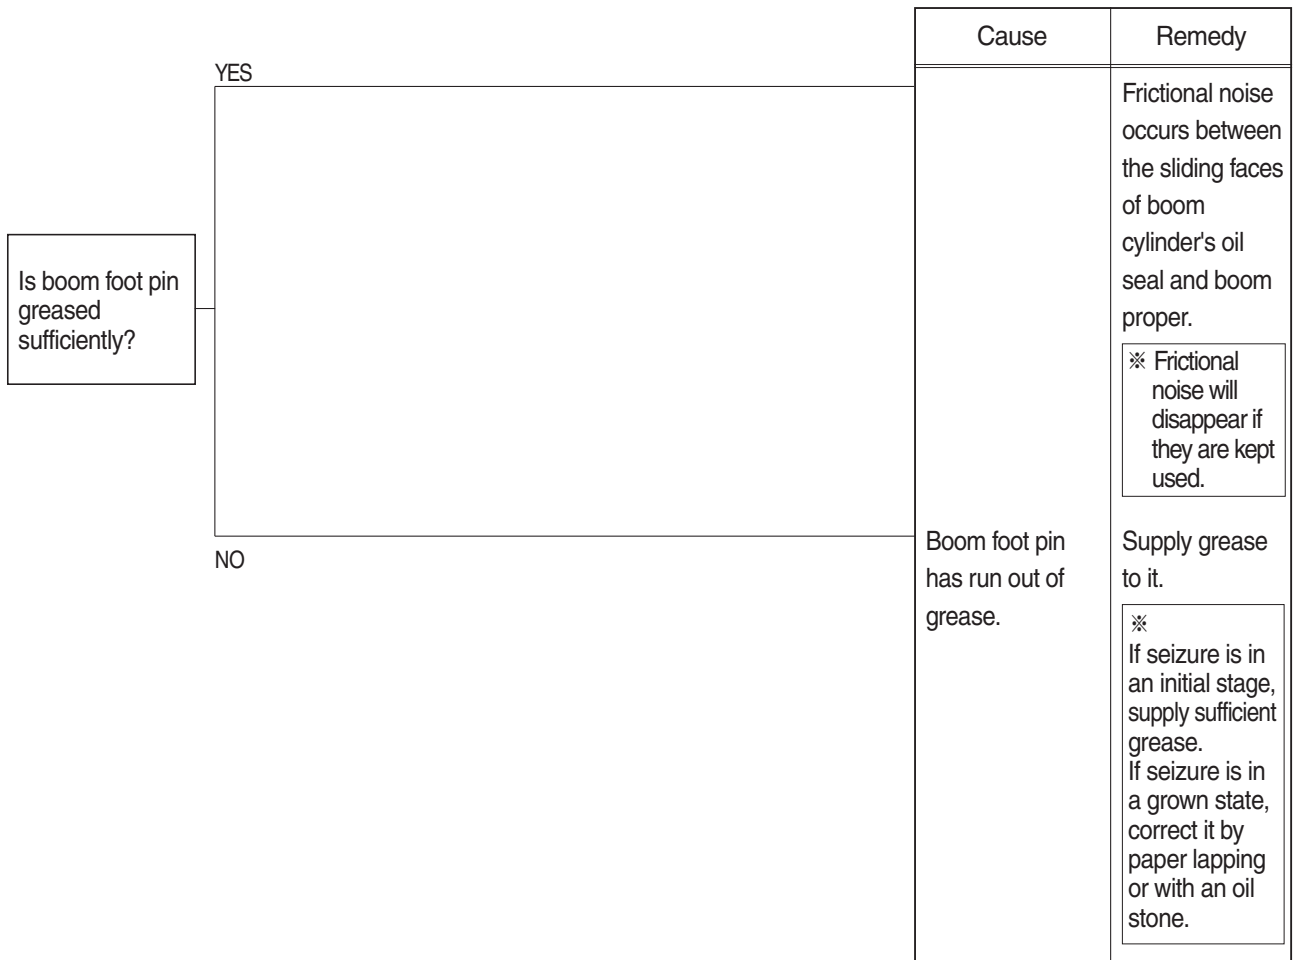 Cause
Remedy
YES
Is boom foot pin
greased
sufficiently?
Frictional noise
occurs between
the sliding faces
of boom
cylinder's oil
seal and boom
proper.
※ Frictional
noise will
disappear if
they are kept
used.
NO
Boom foot pin
has run out of
grease.
Supply grease
to it.
※
If seizure is in
an initial stage,
supply sufficient
grease.
If seizure is in
a grown state,
correct it by
paper lapping
or with an oil
stone.